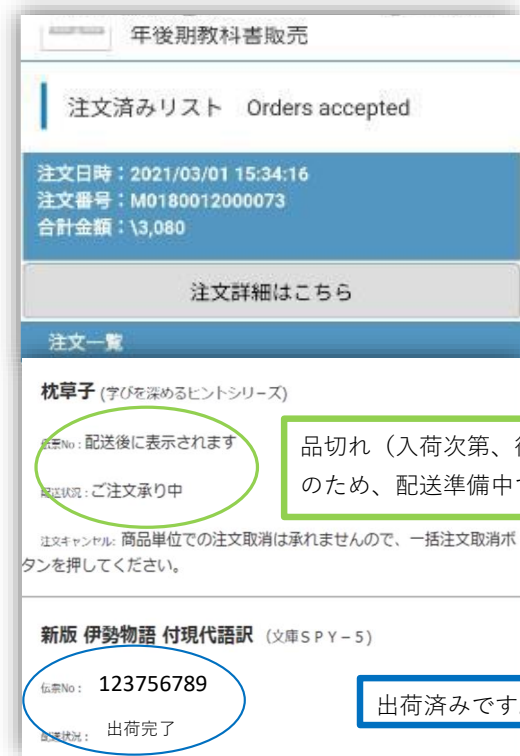 年後期教科書販売
注文済みリスト Orders accepted
注文日時：2021/03/01 15:34:16
注文番号：M0180012000073
合計金額：\3,080
注文詳細はこちら
注文一覧
枕草子 (学びを深めるヒントシリーズ)
伝票No：配送後に表示されます
配送状況：ご注文承り中
品切れ（入荷次第、
のため、配送準備中
注文キャンセル: 商品単位での注文取消は承れませんので、一括注文取消ボ
タンを押してください。
新版 伊勢物語 付現代語訳 （文庫ＳＰＹ－５)
伝票No： 123756789
出荷済みです
配送状況： 出荷完了